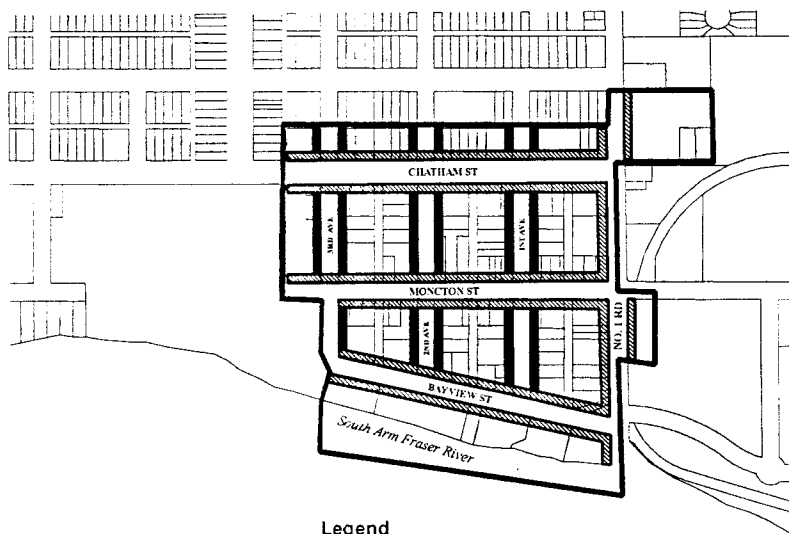 CHATHAM ST
3RD AVE
1ST AVE
MONCTON ST
2ND AVE
NO. 1 RD
BAYVIEW ST
South Arm Fraser River
Legend